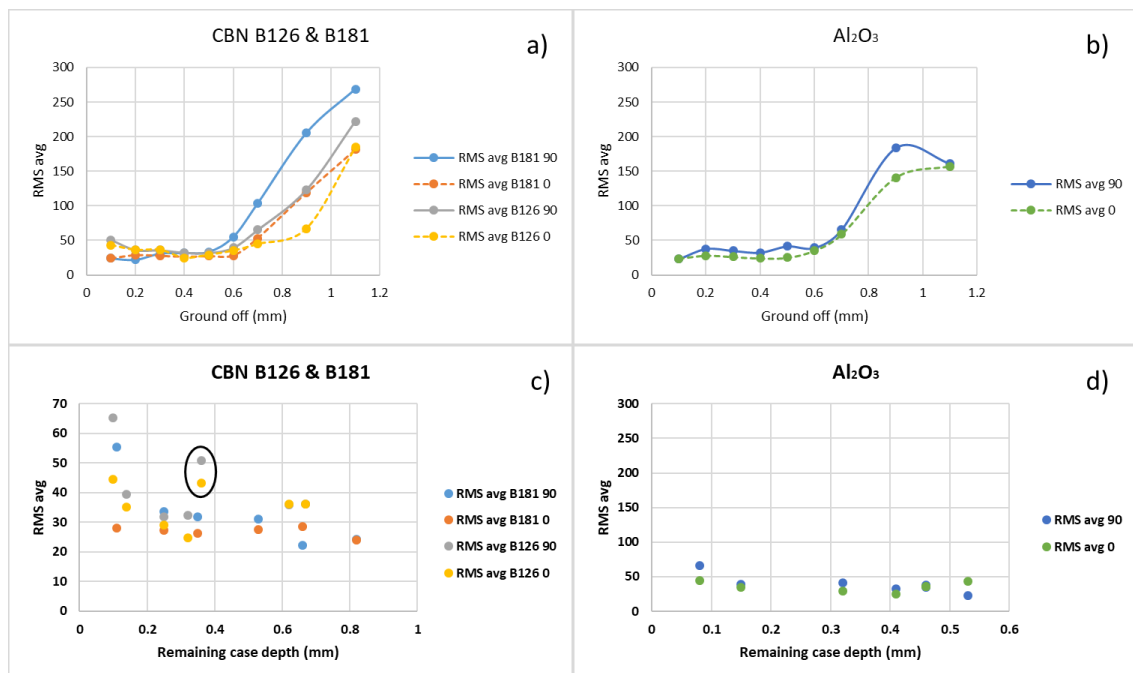 CBN B126 & B181
a)
RMS avg
300
250
200
150
100
50
0
0 0.2 0.4 0.6 0.8 1 1.2
Ground off (mm)
RMS avg B181 90
RMS avg B181 0
RMS avg B126 90
RMS avg B126 0
Al₂O₃
b)
RMS avg
300
250
200
150
100
50
0
0 0.2 0.4 0.6 0.8 1 1.2
Ground off (mm)
RMS avg 90
RMS avg 0
CBN B126 & B181
c)
RMS avg
70
60
50
40
30
20
10
0
0 0.2 0.4 0.6 0.8 1
Remaining case depth (mm)
RMS avg B181 90
RMS avg B181 0
RMS avg B126 90
RMS avg B126 0
Al₂O₃
d)
RMS avg
300
250
200
150
100
50
0
0 0.1 0.2 0.3 0.4 0.5 0.6
Remaining case depth (mm)
RMS avg 90
RMS avg 0